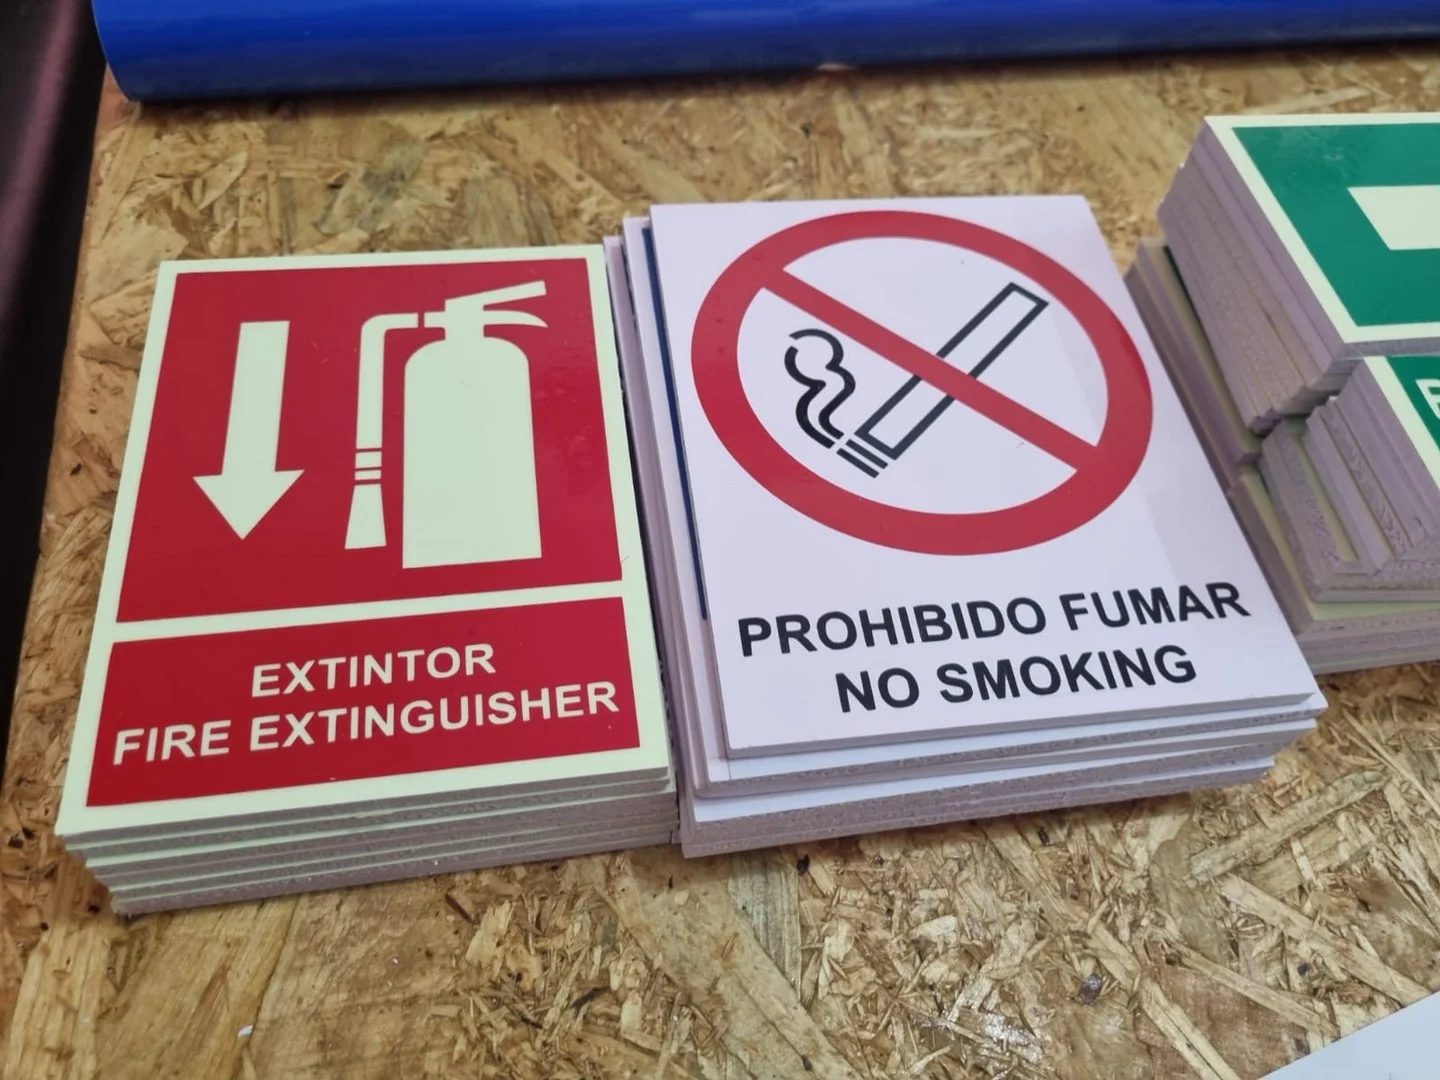 EXTINTOR
FIRE EXTINGUISHER
PROHIBIDO FUMAR
NO SMOKING